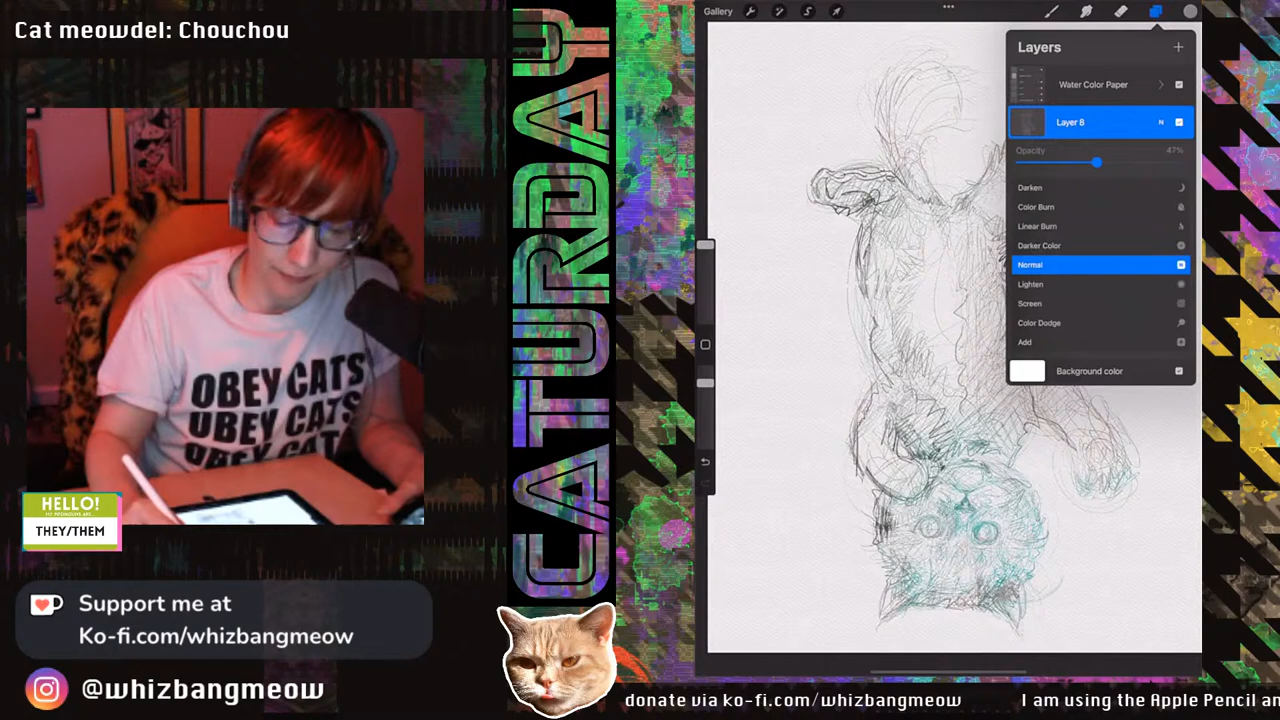 Cat meowdel: Chouchou
OBEY CATS
OBEY CATS
OBEY CAT
HELLO!
THEY/THEM
Support me at
Ko-fi.com/whizbangmeow
@whizbangmeow
CATURDAY
Gallery
Layers
Water Color Paper
Layer 8
N
Opacity
47%
Darken
Color Burn
Linear Burn
Darker Color
Normal
Lighten
Screen
Color Dodge
Add
Background color
donate via ko-fi.com/whizbangmeow
I am using the Apple Pencil